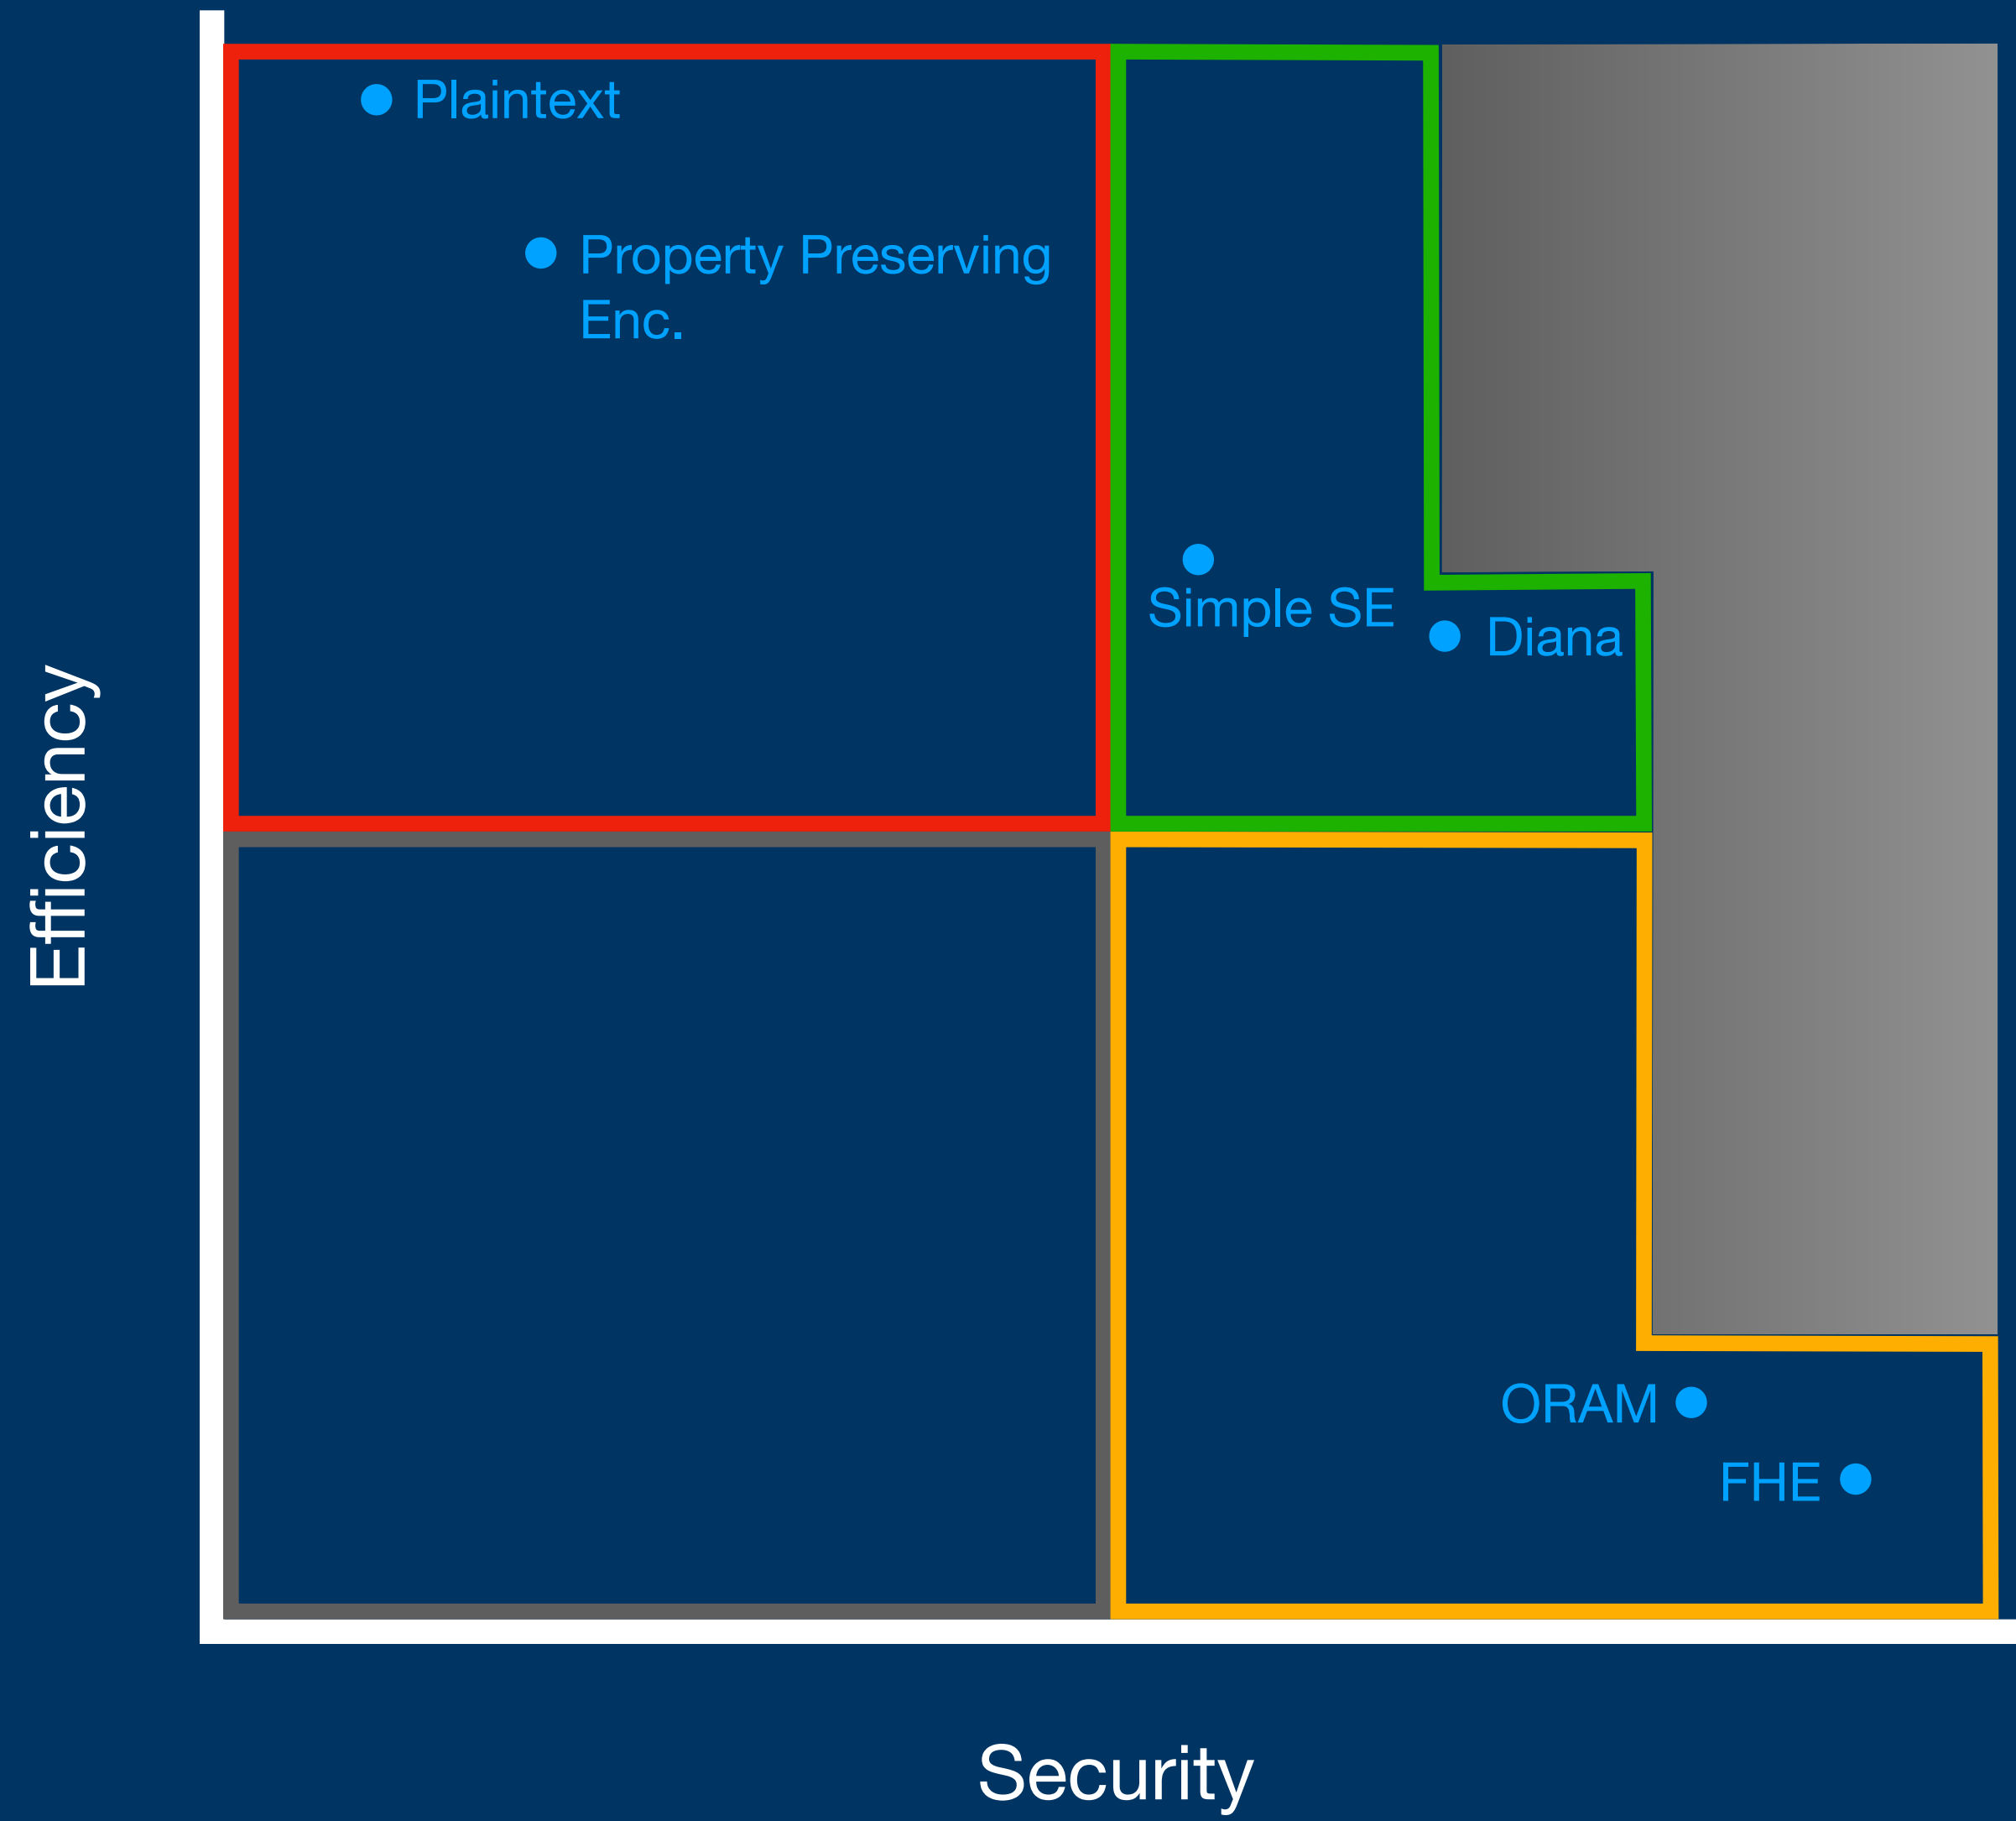 Plaintext
Property Preserving
Enc.
Simple SE
Diana
Efficiency
ORAM
FHE
Security